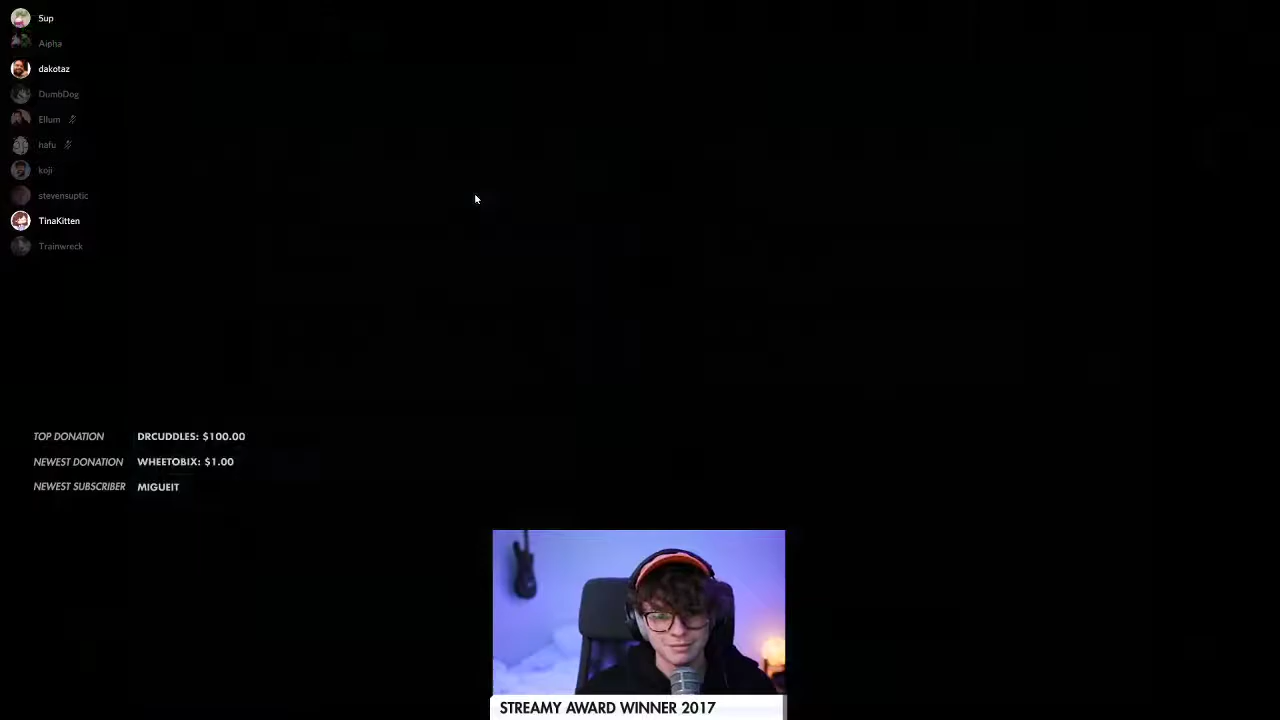 Sup
Aipha
dakotaz
DumbDog
Ellum
hafu
koji
stevensuptic
TinaKitten
Trainwreck
TOP DONATION DRCUDDLES: $100.00
NEWEST DONATION WHEETOBIX: $1.00
NEWEST SUBSCRIBER MIGUEIT
STREAMY AWARD WINNER 2017